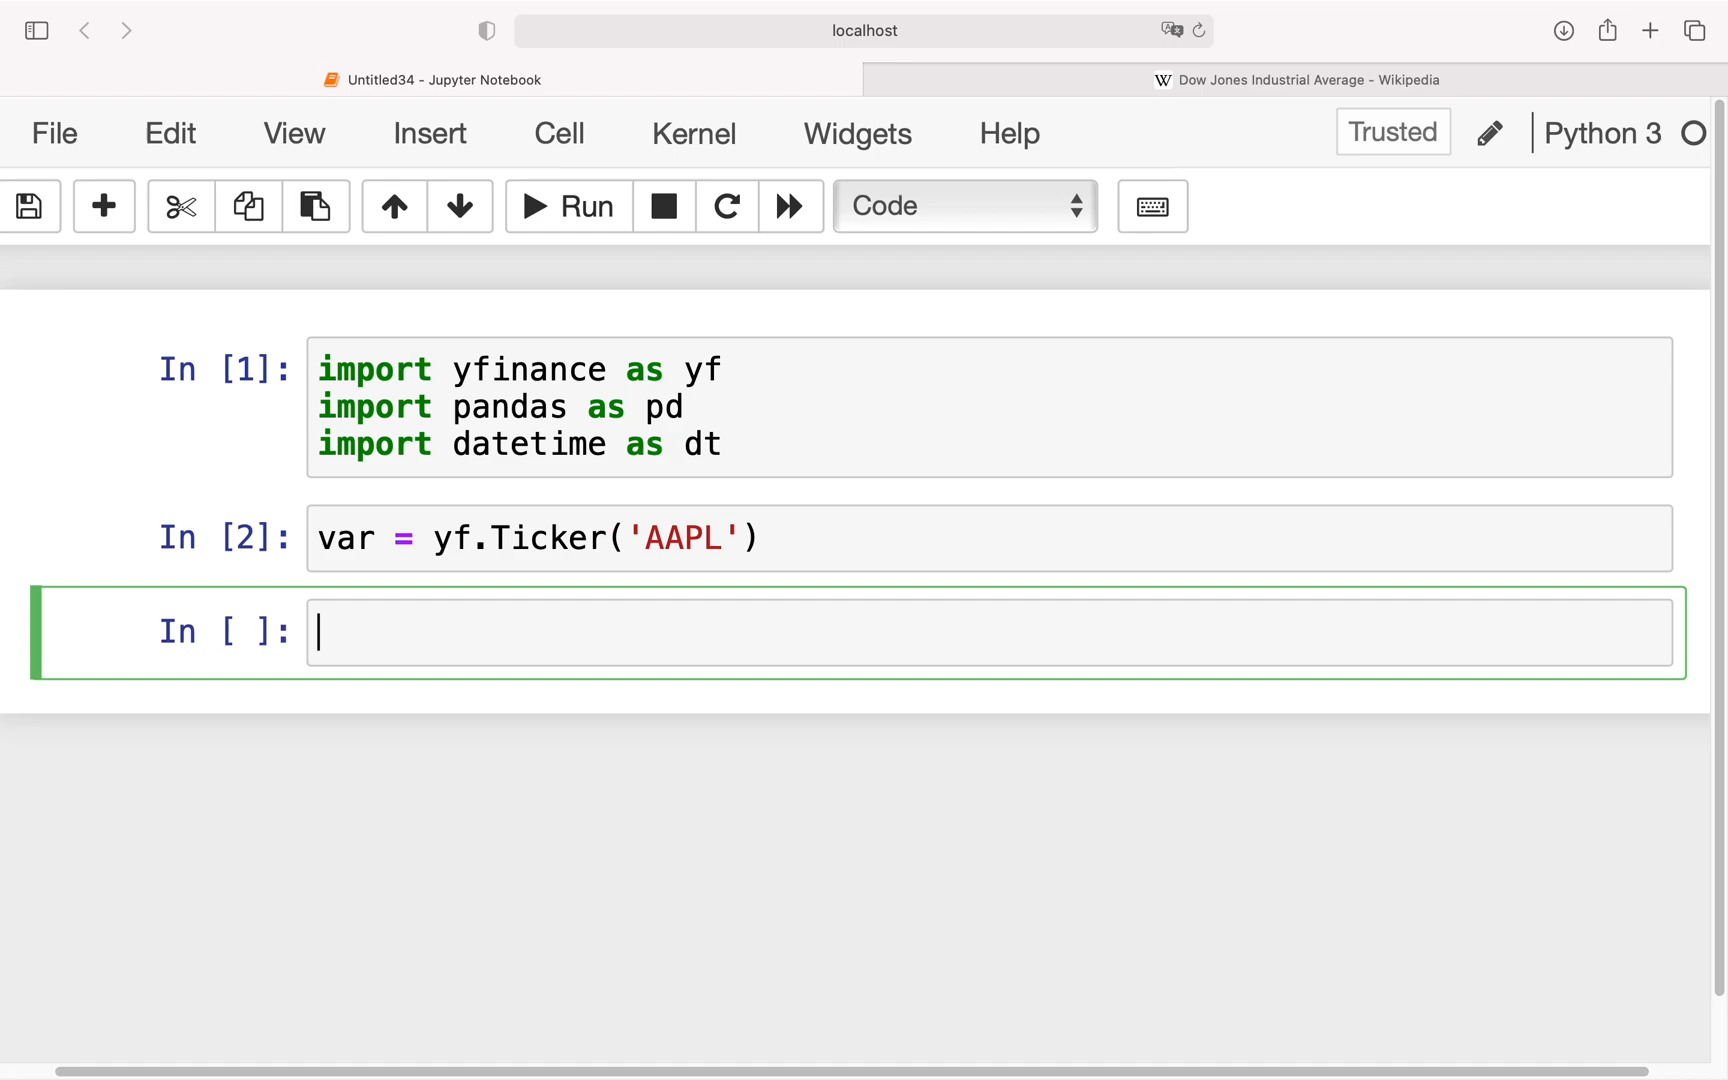 localhost
Untitled34 - Jupyter Notebook
Dow Jones Industrial Average - Wikipedia
File Edit View Insert Cell Kernel Widgets Help Trusted Python 3
Run Code
In [1]: import yfinance as yf
import pandas as pd
import datetime as dt
In [2]: var = yf.Ticker('AAPL')
In [ ]: